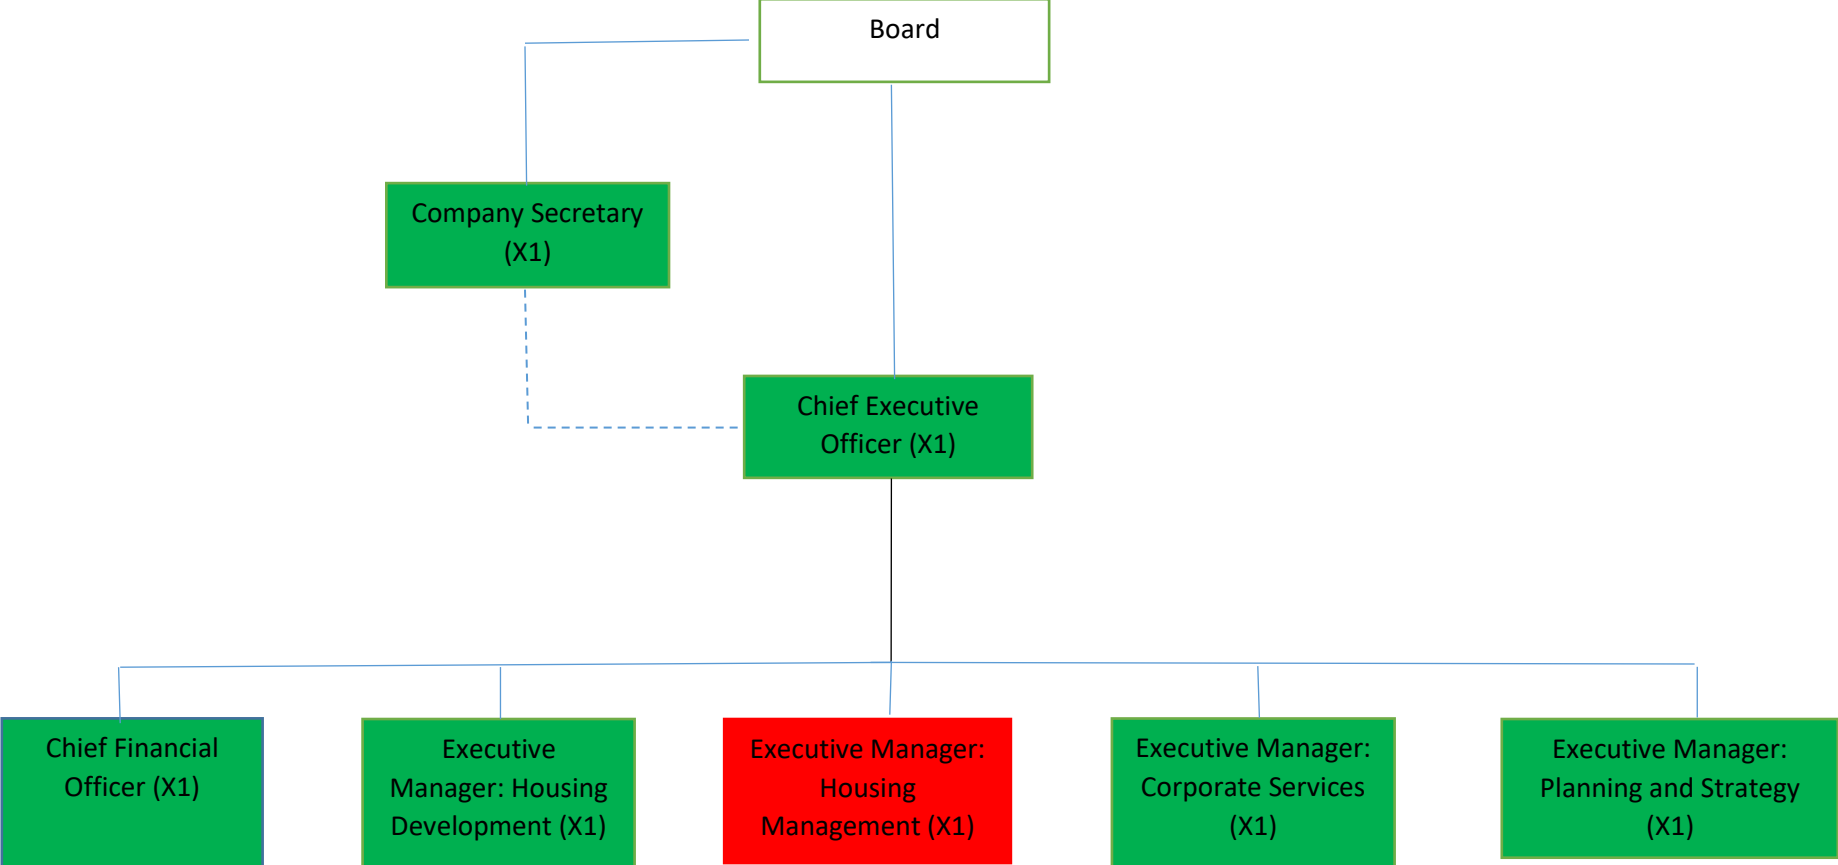 Board
Company Secretary
(X1)
Chief Executive
Officer (X1)
Chief Financial
Officer (X1)
Executive
Manager: Housing
Development (X1)
Executive Manager:
Housing
Management (X1)
Executive Manager:
Corporate Services
(X1)
Executive Manager:
Planning and Strategy
(X1)